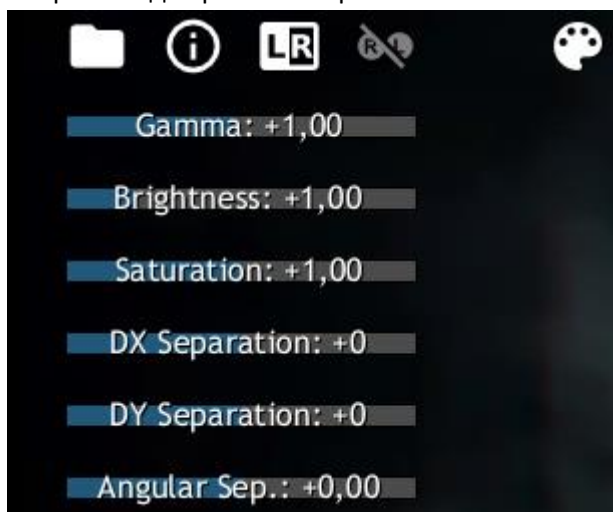 LR
R L
Gamma: +1,00
Brightness: +1,00
Saturation: +1,00
DX Separation: +0
DY Separation: +0
Angular Sep.: +0,00